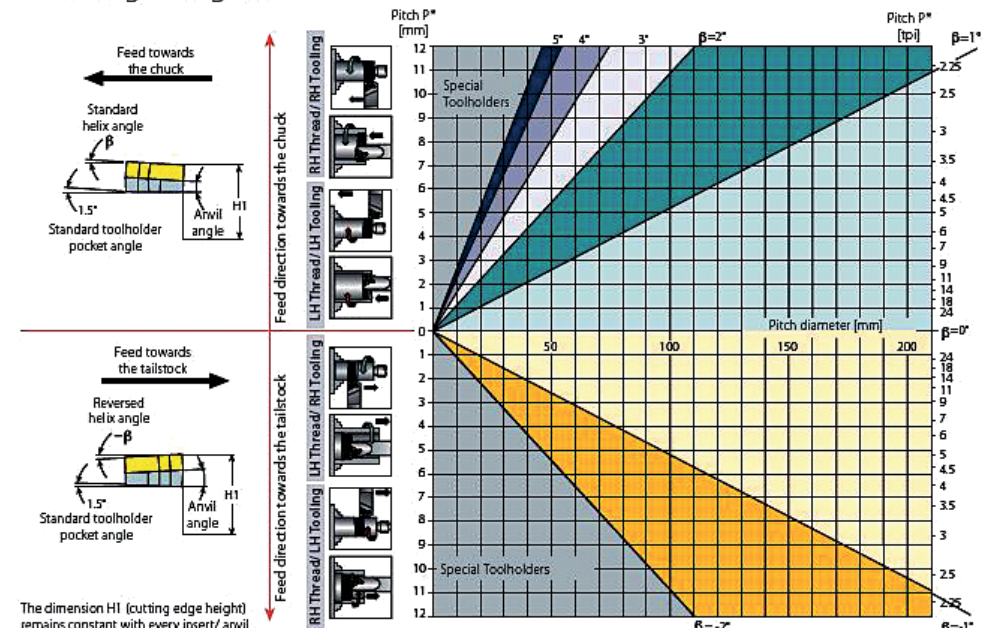 Pitch P*
[mm]
Pitch P*
[tpi]
5° 4° 3° β=2° β=1°
Feed towards
the chuck
Standard
helix angle
β
1.5°
Standard toolholder
pocket angle
Anvil
angle
H1
Feed direction towards the chuck
RH Thread/ RH Tooling
LH Thread/ LH Tooling
12
11
10
9
8
7
6
5
4
3
2
1
0
Special
Toolholders
2.25
2.5
3
3.5
4
4.5
5
6
7
9
11
14
18
24
Pitch diameter [mm]
β=0°
50 100 150 200
Feed towards
the tailstock
Reversed
helix angle
-β
1.5°
Standard toolholder
pocket angle
Anvil
angle
H1
Feed direction towards the tailstock
LH Thread/ RH Tooling
RH Thread/ LH Tooling
1
2
3
4
5
6
7
8
9
10
11
12
Special Toolholders
24
18
14
11
9
7
6
5
4.5
4
3.5
3
2.5
2.25
β=-2° β=-1°
The dimension H1 (cutting edge height)
remains constant with every insert/ anvil